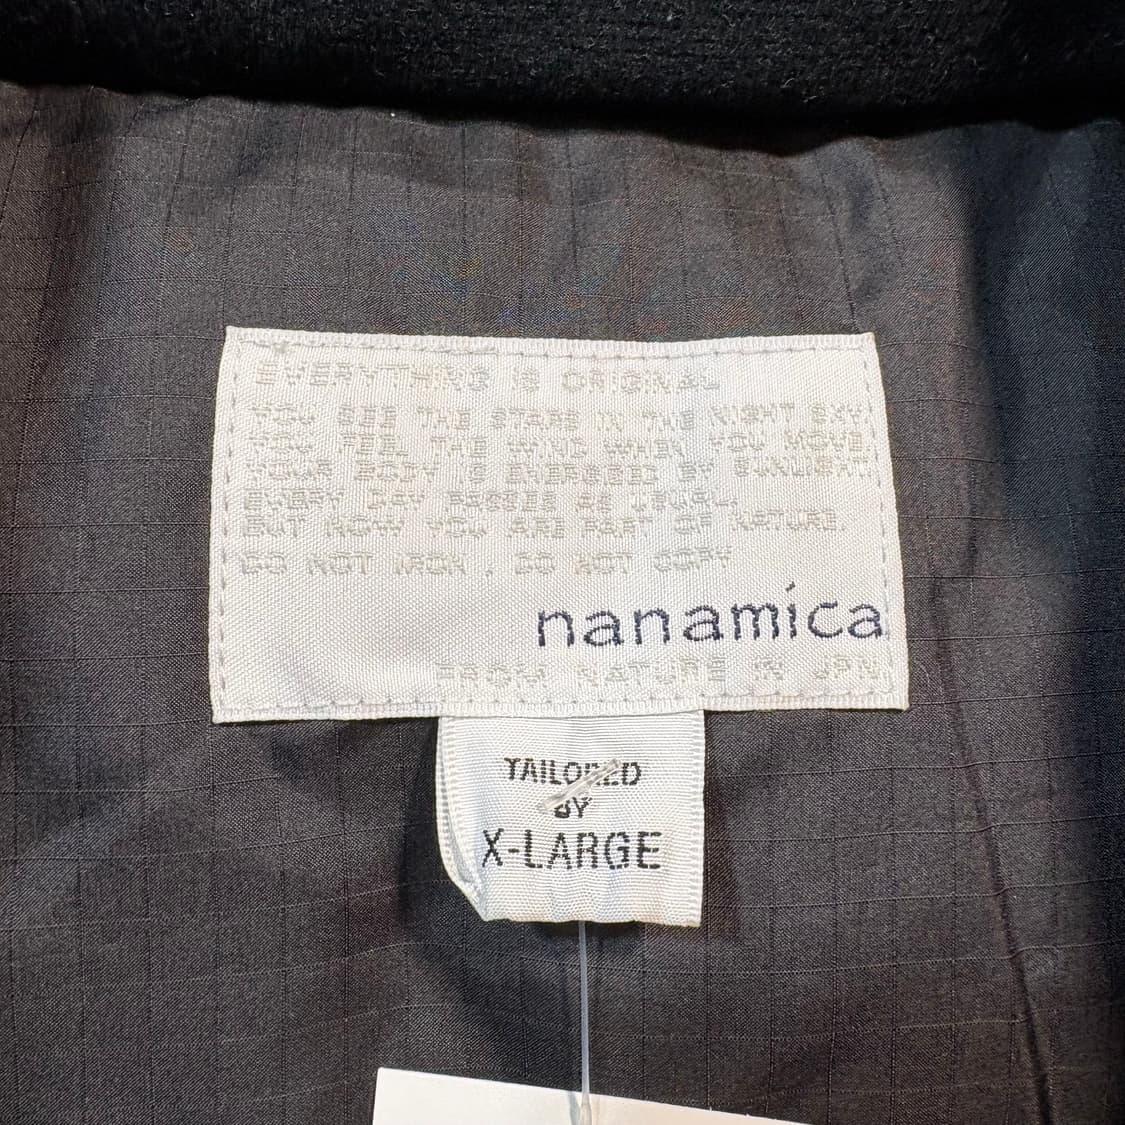 EVERYTHING IS ORIGINAL
YOU SEE THE STARS IN THE NIGHT SKY,
YOU FEEL THE WIND WHEN YOU MOVE,
YOUR BODY IS ENERGEED BY SUNLIGHT,
EVERY DAY PASSES AS USUAL,
BUT NOW YOU ARE PART OF NATURE.
DO NOT IRON . DO NOT COPY
nanamica
FROM NATURE IN JPN.
TAILORED
BY
X-LARGE